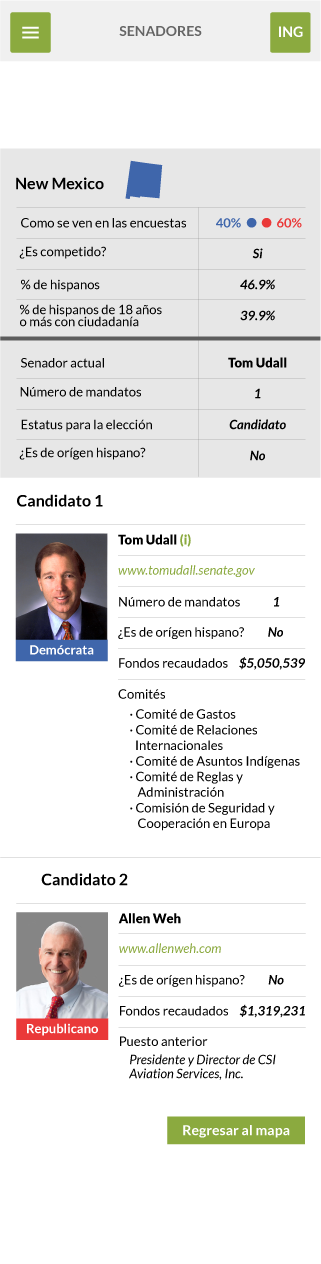 SENADORES
ING
New Mexico
Como se ven en las encuestas
40% 60%
¿Es competido?
Si
% de hispanos
46.9%
% de hispanos de 18 años
o más con ciudadanía
39.9%
Senador actual
Tom Udall
Número de mandatos
1
Estatus para la elección
Candidato
¿Es de orígen hispano?
No
Candidato 1
Tom Udall (i)
www.tomudall.senate.gov
Número de mandatos
1
¿Es de orígen hispano?
No
Fondos recaudados
$5,050,539
Demócrata
Comités
· Comité de Gastos
· Comité de Relaciones
Internacionales
· Comité de Asuntos Indígenas
· Comité de Reglas y
Administración
· Comisión de Seguridad y
Cooperación en Europa
Candidato 2
Allen Weh
www.allenweh.com
¿Es de orígen hispano?
No
Fondos recaudados
$1,319,231
Republicano
Puesto anterior
Presidente y Director de CSI
Aviation Services, Inc.
Regresar al mapa